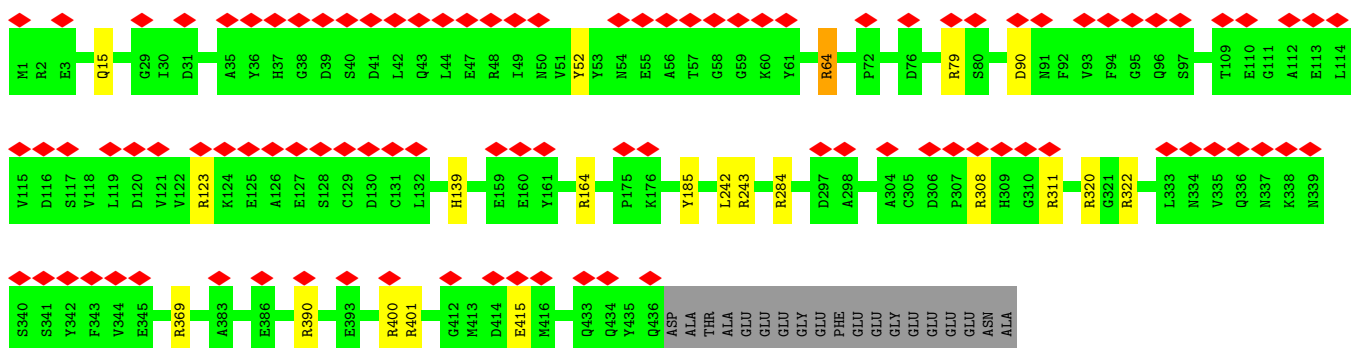 M1 R2 E3 Q15 G29 I30 D31 A35 Y36 H37 G38 D39 S40 D41 L42 Q43 L44 E47 R48 I49 N50 V51 Y52 Y53 N54 E55 A56 T57 G58 G59 K60 Y61 R64 P72 D76 R79 S80 D90 N91 F92 V93 F94 G95 Q96 S97 T109 E110 G111 A112 E113 L114
V115 D116 S117 V118 L119 D120 V121 V122 R123 K124 E125 A126 E127 S128 C129 D130 C131 L132 H139 E159 E160 Y161 R164 P175 K176 Y185 L242 R243 R284 D297 A298 A304 C305 D306 P307 R308 H309 G310 R311 R320 G321 R322 L333 N334 V335 Q336 N337 K338 N339
S340 S341 Y342 F343 V344 E345 R369 A383 E386 R390 E393 R400 R401 G412 M413 D414 E415 M416 Q433 Q434 Y435 Q436 ASP ALA THR ALA GLU GLU GLU GLY GLU PHE GLU GLU GLY GLU GLU GLU GLU ASN ALA